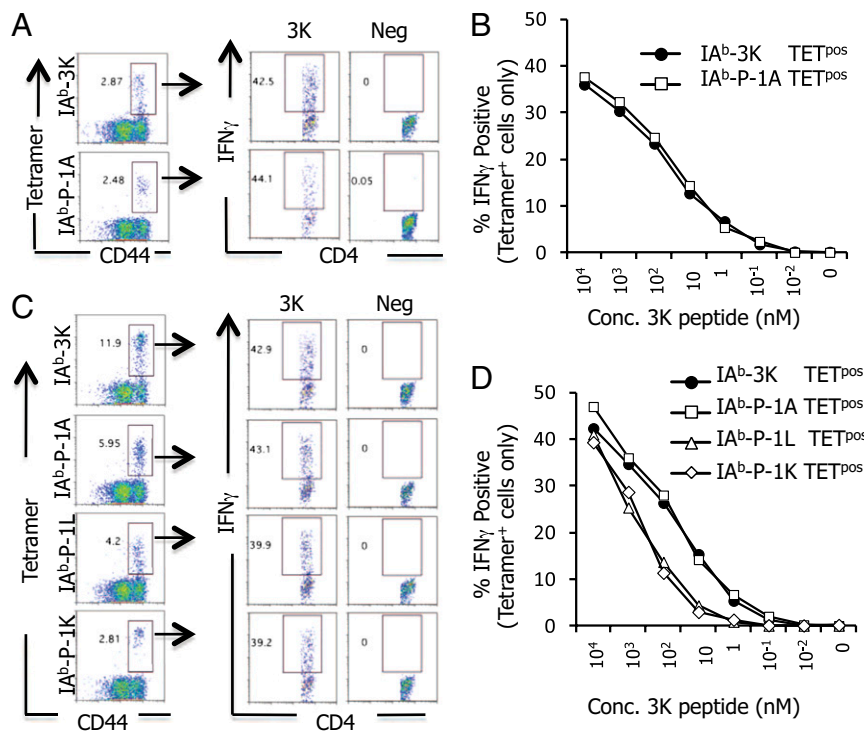 A
3K
Neg
Tetramer
IAᵇ-3K
2.87
42.5
0
IAᵇ-P-1A
2.48
44.1
0.05
IFNγ
CD44
CD4
B
% IFNγ Positive
(Tetramer⁺ cells only)
50
40
30
20
10
0
IAᵇ-3K TETᵖᵒˢ
IAᵇ-P-1A TETᵖᵒˢ
10⁴
10³
10²
10
1
10⁻¹
10⁻²
0
Conc. 3K peptide (nM)
C
3K
Neg
Tetramer
IAᵇ-3K
11.9
42.9
0
IAᵇ-P-1A
5.95
43.1
0
IAᵇ-P-1L
4.2
39.9
0
IAᵇ-P-1K
2.81
39.2
0
IFNγ
CD44
CD4
D
% IFNγ Positive
(Tetramer⁺ cells only)
50
40
30
20
10
0
IAᵇ-3K TETᵖᵒˢ
IAᵇ-P-1A TETᵖᵒˢ
IAᵇ-P-1L TETᵖᵒˢ
IAᵇ-P-1K TETᵖᵒˢ
10⁴
10³
10²
10
1
10⁻¹
10⁻²
0
Conc. 3K peptide (nM)